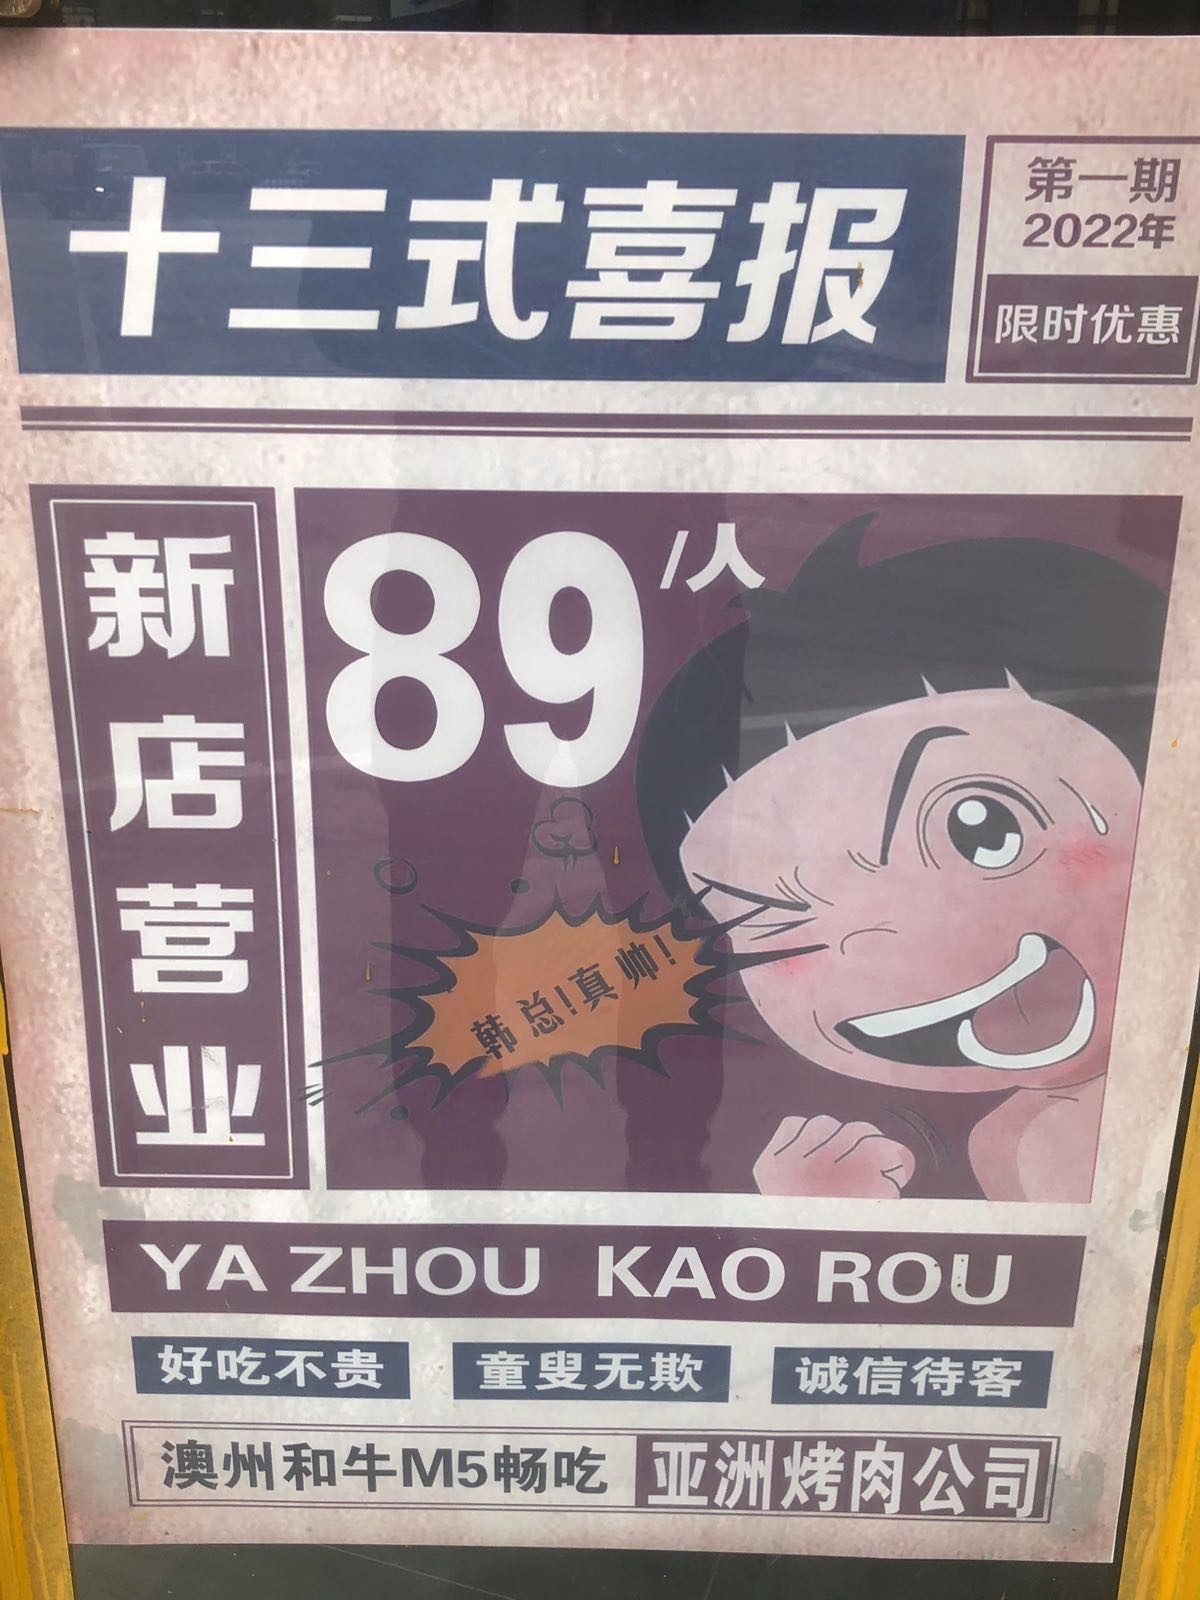 十三式喜报
第一期
2022年
限时优惠
新店营业
89/人
韩总!真帅!
YA ZHOU KAO ROU
好吃不贵
童叟无欺
诚信待客
澳州和牛M5畅吃
亚洲烤肉公司